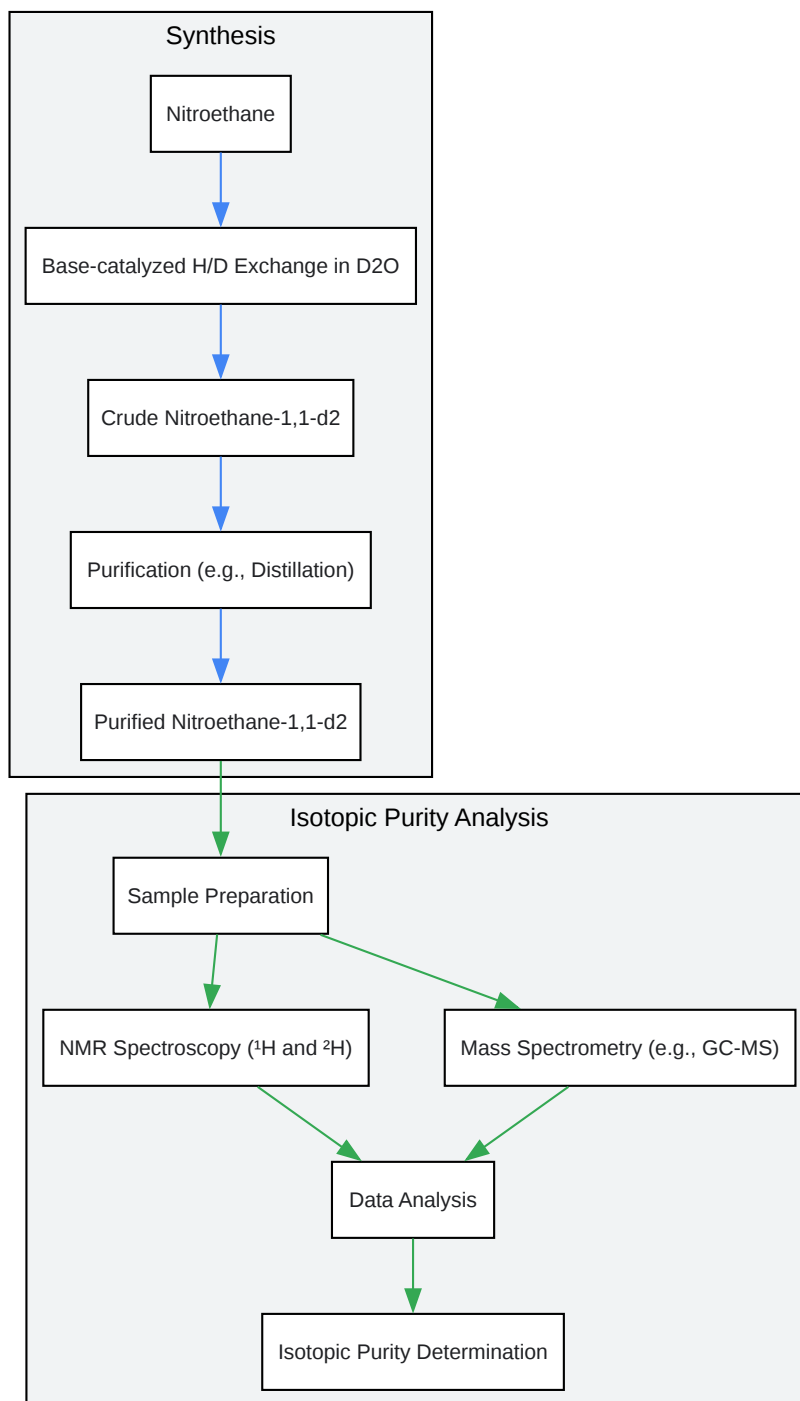 Synthesis
Nitroethane
Base-catalyzed H/D Exchange in D2O
Crude Nitroethane-1,1-d2
Purification (e.g., Distillation)
Purified Nitroethane-1,1-d2
Isotopic Purity Analysis
Sample Preparation
NMR Spectroscopy (¹H and ²H)
Mass Spectrometry (e.g., GC-MS)
Data Analysis
Isotopic Purity Determination